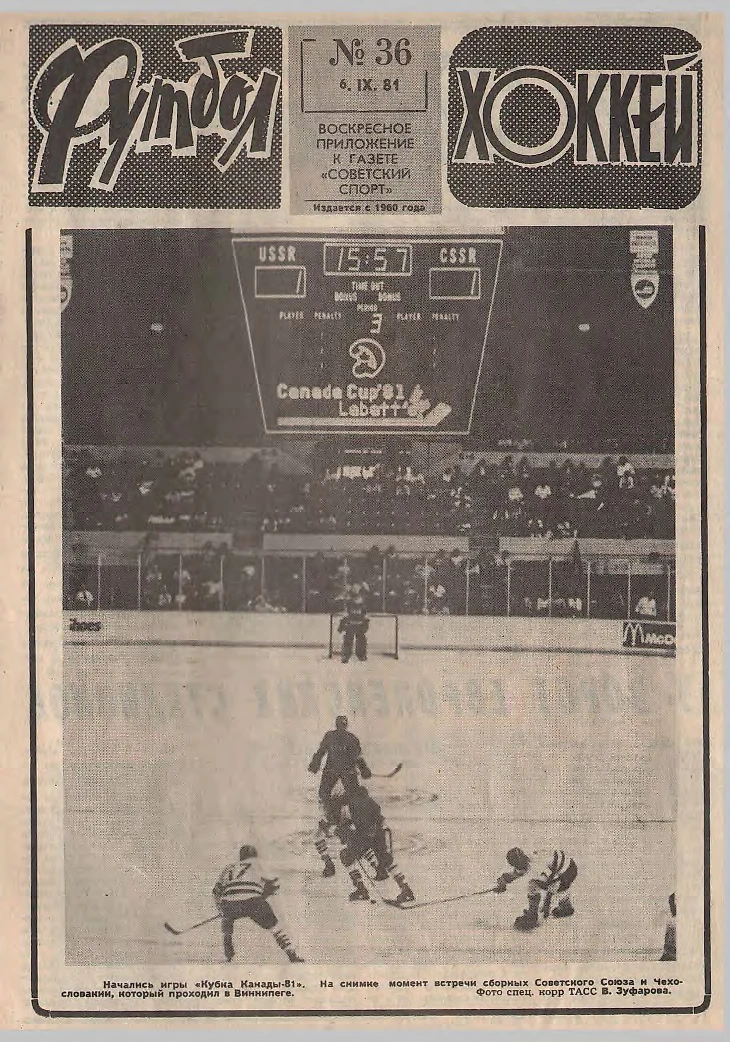 Футбол
№ 36
6. IX. 81
ВОСКРЕСНОЕ
ПРИЛОЖЕНИЕ
К ГАЗЕТЕ
«СОВЕТСКИЙ
СПОРТ»
Издается с 1960 года
ХОККЕЙ
USSR 15:57 CSSR
1 1
TIME OUT
BONUS BONUS
PERIOD
PLAYER PENALTY 3 PLAYER PENALTY
Canada Cup'81
Labatt's
McD
17
Начались игры «Кубка Канады-81». На снимке момент встречи сборных Советского Союза и Чехо-
словакии, который проходил в Виннипеге. Фото спец. корр ТАСС В. Зуфарова.